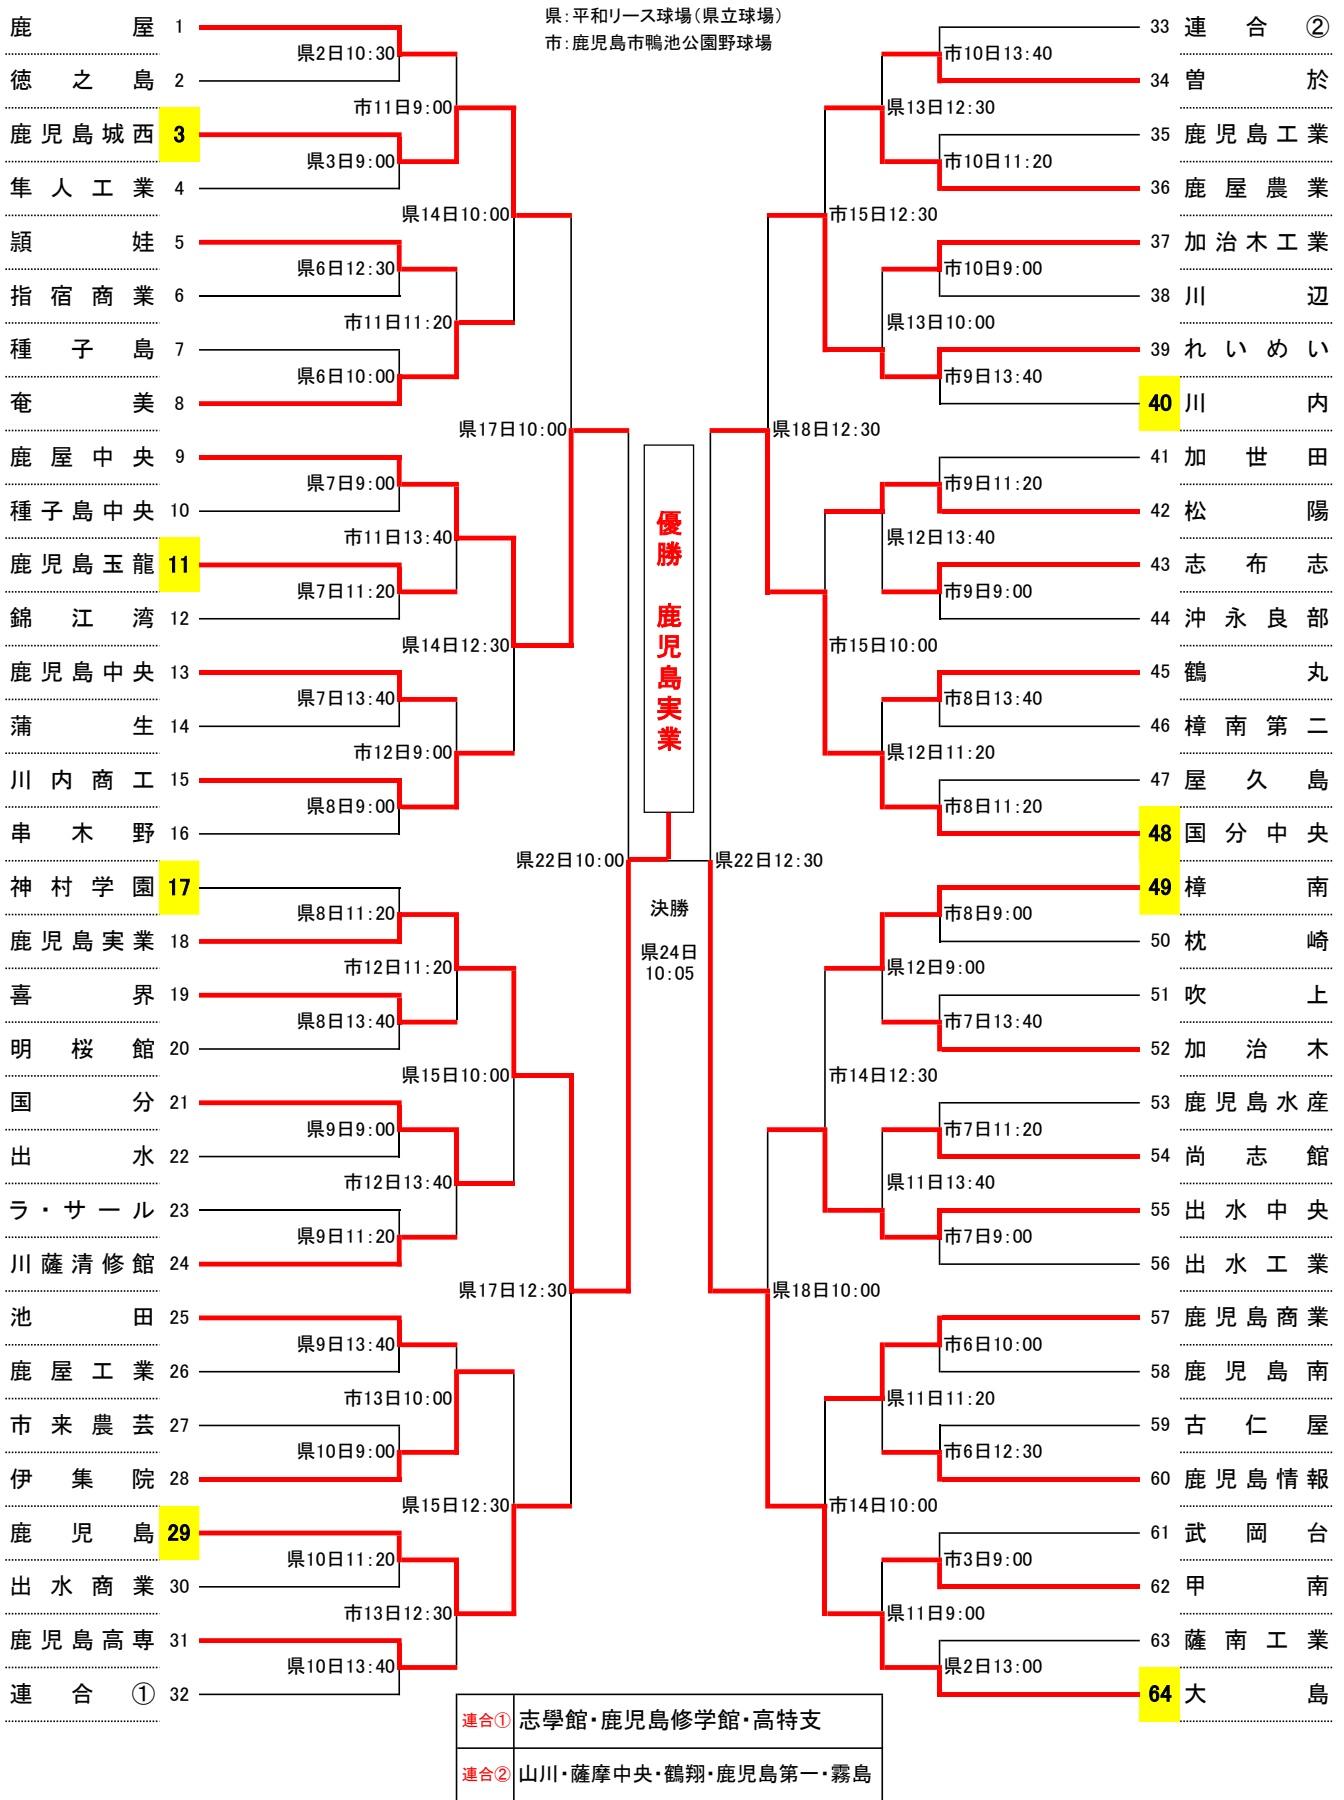 県：平和リース球場（県立球場）
市：鹿児島市鴨池公園野球場
鹿屋 1
徳之島 2
鹿児島城西 3
隼人工業 4
頴娃 5
指宿商業 6
種子島 7
奄美 8
鹿屋中央 9
種子島中央 10
鹿児島玉龍 11
錦江湾 12
鹿児島中央 13
蒲生 14
川内商工 15
串木野 16
神村学園 17
鹿児島実業 18
喜界 19
明桜館 20
国分 21
出水 22
ラ・サール 23
川薩清修館 24
池田 25
鹿屋工業 26
市来農芸 27
伊集院 28
鹿児島 29
出水商業 30
鹿児島高専 31
連合① 32
県2日10：30
県3日9：00
県6日12：30
県6日10：00
県7日9：00
県7日11：20
県7日13：40
県8日9：00
県8日11：20
県8日13：40
県9日9：00
県9日11：20
県9日13：40
県10日9：00
県10日11：20
県10日13：40
市11日9：00
市11日11：20
市11日13：40
市12日9：00
市12日11：20
市12日13：40
市13日10：00
市13日12：30
県14日10：00
県14日12：30
県15日10：00
県15日12：30
県17日10：00
県17日12：30
県22日10：00
優勝 鹿児島実業
決勝
県24日
10：05
県22日12：30
県18日12：30
県18日10：00
市15日12：30
市15日10：00
市14日12：30
市14日10：00
県13日12：30
県13日10：00
県12日13：40
県12日11：20
県12日9：00
県11日13：40
県11日11：20
県11日9：00
市10日13：40
市10日11：20
市10日9：00
市9日13：40
市9日11：20
市9日9：00
市8日13：40
市8日11：20
市8日9：00
市7日13：40
市7日11：20
市7日9：00
市6日10：00
市6日12：30
市3日9：00
県2日13：00
33 連合②
34 曽於
35 鹿児島工業
36 鹿屋農業
37 加治木工業
38 川辺
39 れいめい
40 川内
41 加世田
42 松陽
43 志布志
44 沖永良部
45 鶴丸
46 樟南第二
47 屋久島
48 国分中央
49 樟南
50 枕崎
51 吹上
52 加治木
53 鹿児島水産
54 尚志館
55 出水中央
56 出水工業
57 鹿児島商業
58 鹿児島南
59 古仁屋
60 鹿児島情報
61 武岡台
62 甲南
63 薩南工業
64 大島
連合① 志學館・鹿児島修学館・高特支
連合② 山川・薩摩中央・鶴翔・鹿児島第一・霧島